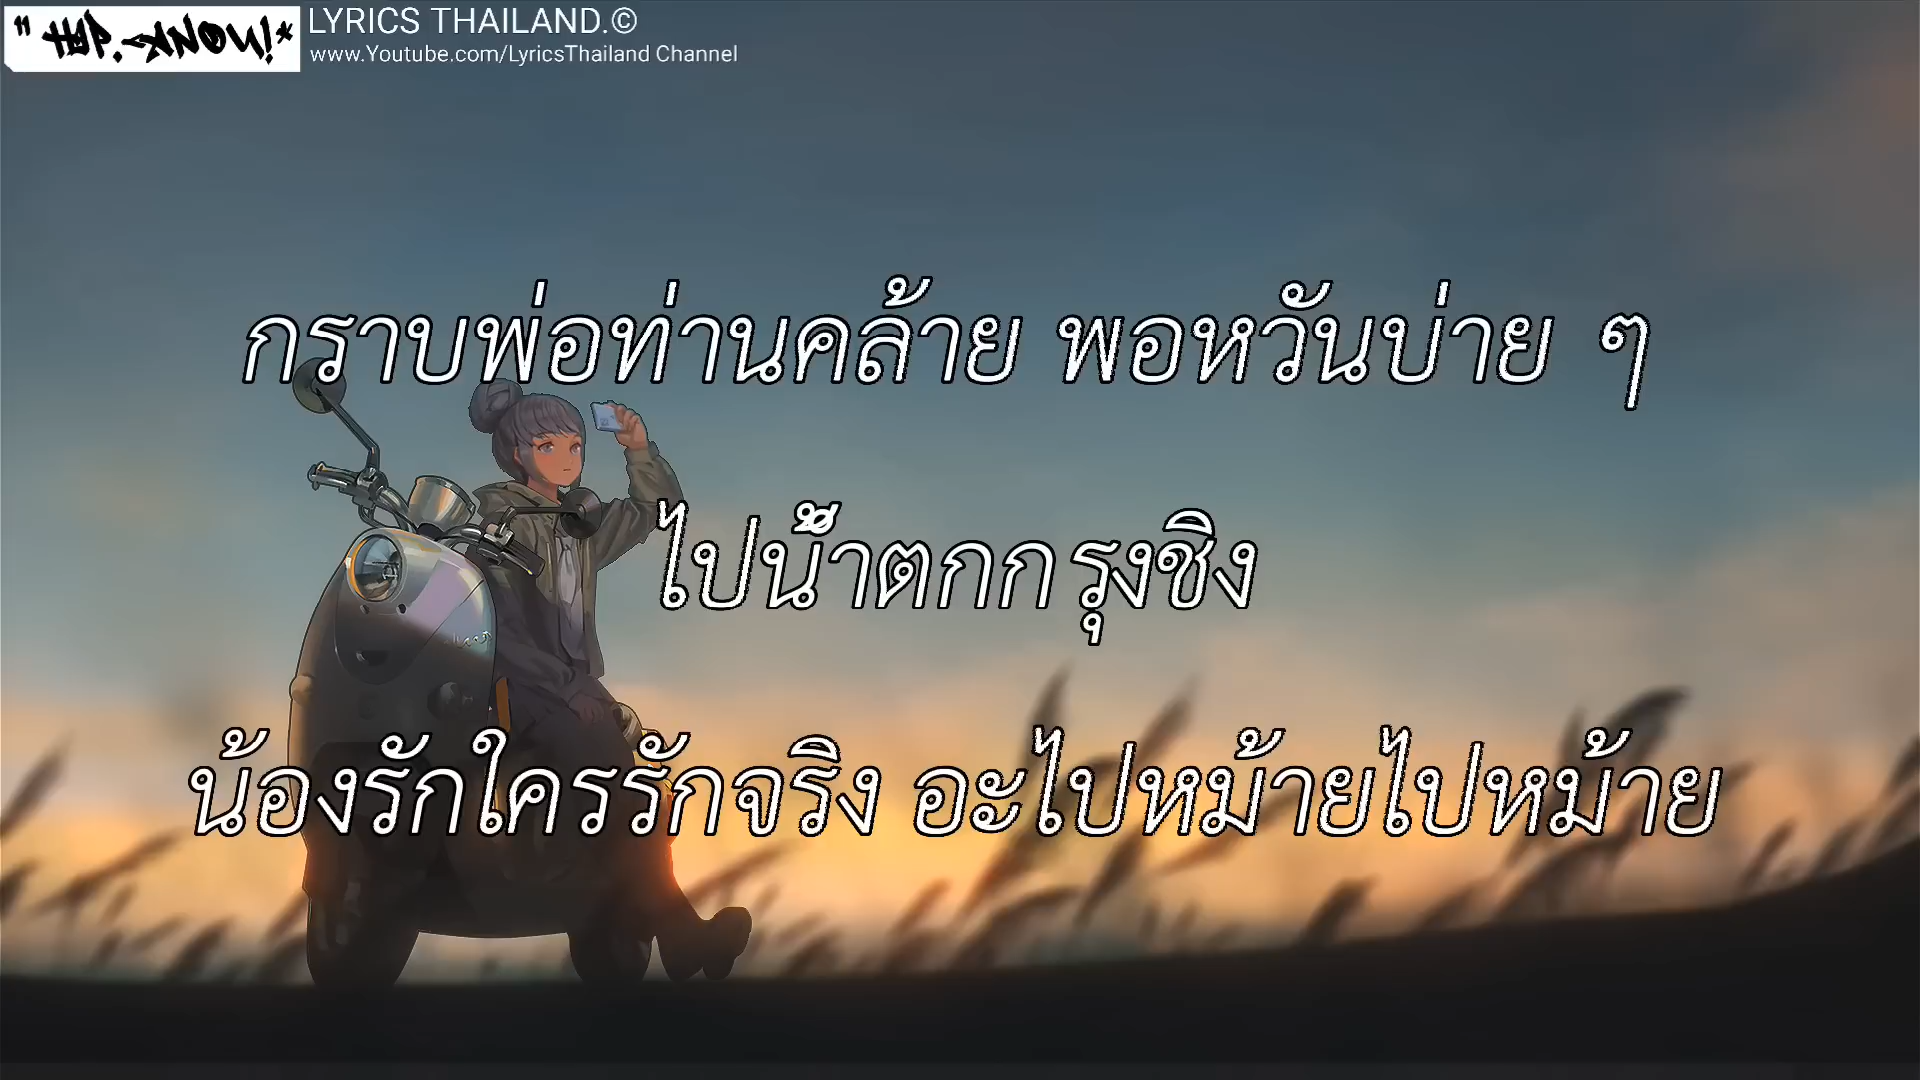 "HYP.-KNOW!*
LYRICS THAILAND.©
www.Youtube.com/LyricsThailand Channel
กราบพ่อท่านคล้าย พอหวันบ่าย ๆ
ไปน้ำตกกรุงชิง
น้องรักใครรักจริง อะไปหม้ายไปหม้าย